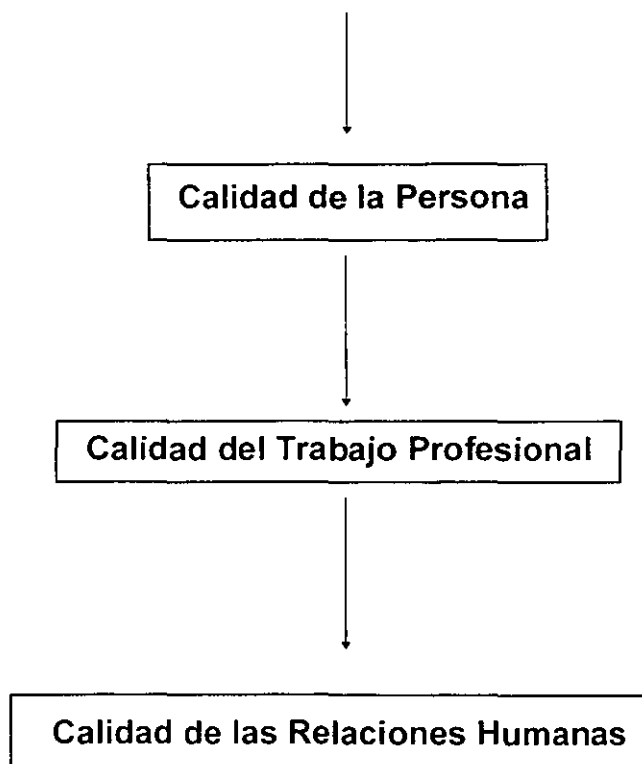 Calidad de la Persona
Calidad del Trabajo Profesional
Calidad de las Relaciones Humanas